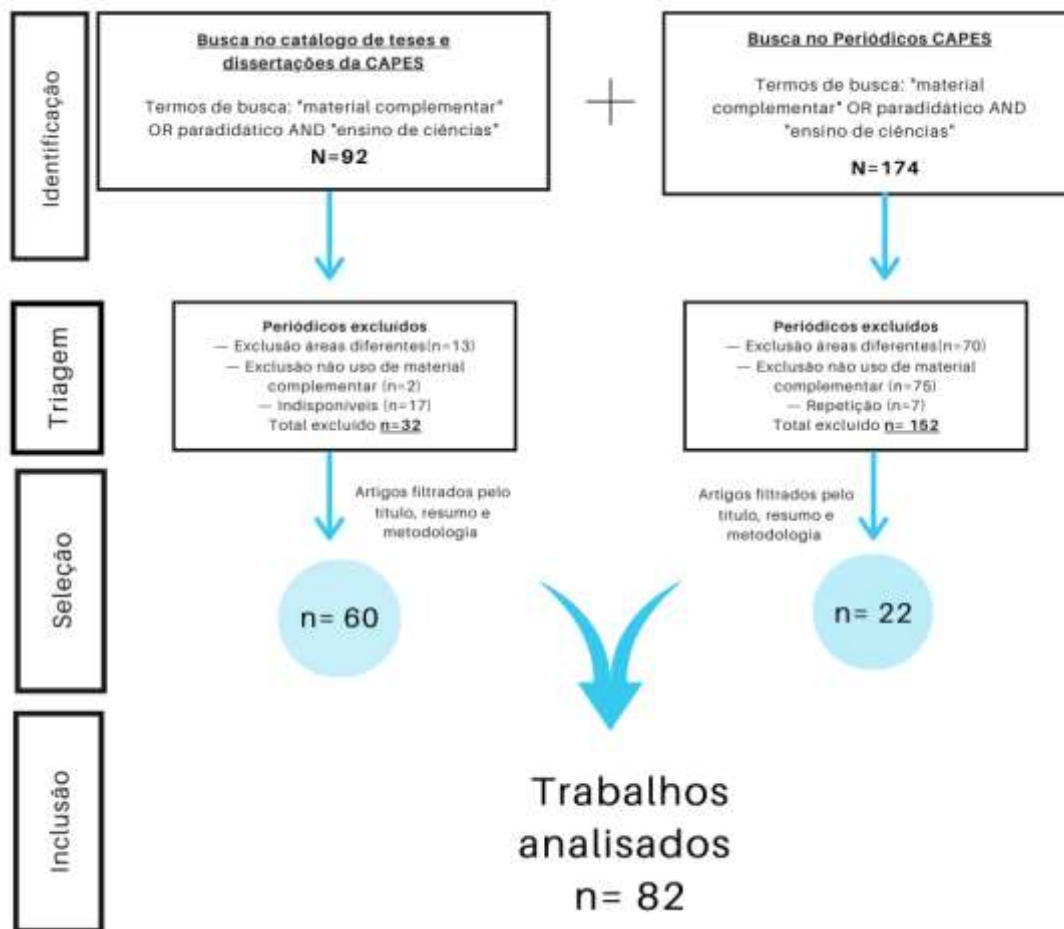 Identificação
Busca no catálogo de teses e
dissertações da CAPES
Termos de busca: "material complementar"
OR paradidático AND "ensino de ciências"
N=92
+
Busca no Periódicos CAPES
Termos de busca: "material
complementar" OR paradidático AND
"ensino de ciências"
N=174
Triagem
Periódicos excluídos
— Exclusão áreas diferentes(n=13)
— Exclusão não uso de material
complementar (n=2)
— Indisponíveis (n=17)
Total excluído n=32
Periódicos excluídos
— Exclusão áreas diferentes(n=70)
— Exclusão não uso de material
complementar (n=75)
— Repetição (n=7)
Total excluído n= 152
Seleção
Artigos filtrados pelo
título, resumo e
metodologia
n= 60
Artigos filtrados pelo
título, resumo e
metodologia
n= 22
Inclusão
Trabalhos
analisados
n= 82